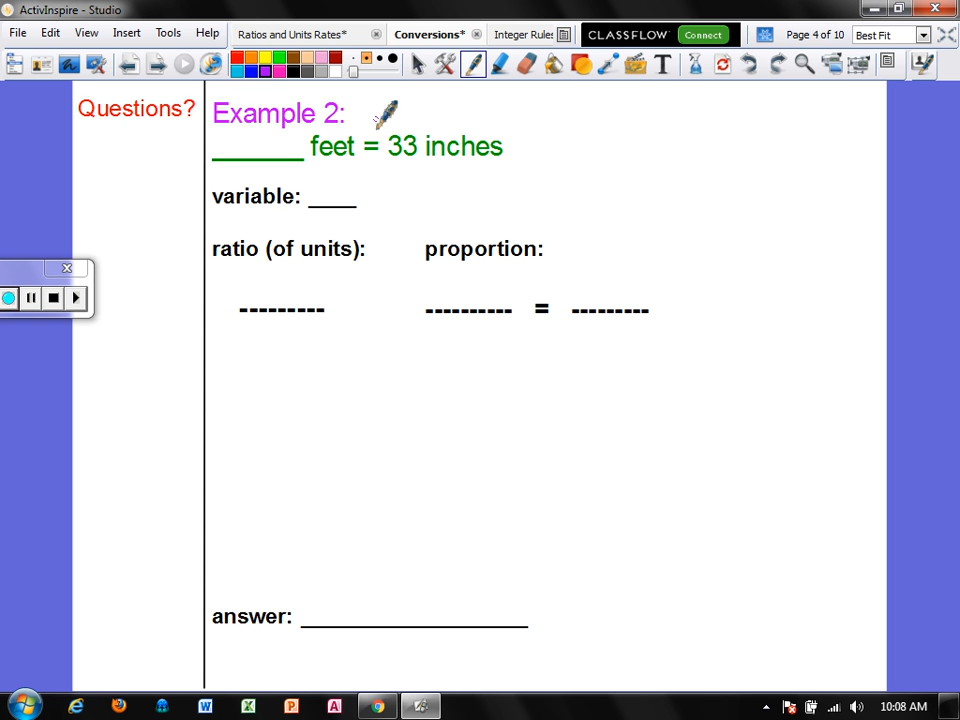 ActivInspire - Studio
File Edit View Insert Tools Help
Ratios and Units Rates* Conversions* Integer Rules CLASSFLOW Connect Page 4 of 10 Best Fit
Questions?
Example 2:
______ feet = 33 inches
variable: ____
ratio (of units): proportion:
--------- ---------- = ---------
answer: ___________________
10:08 AM